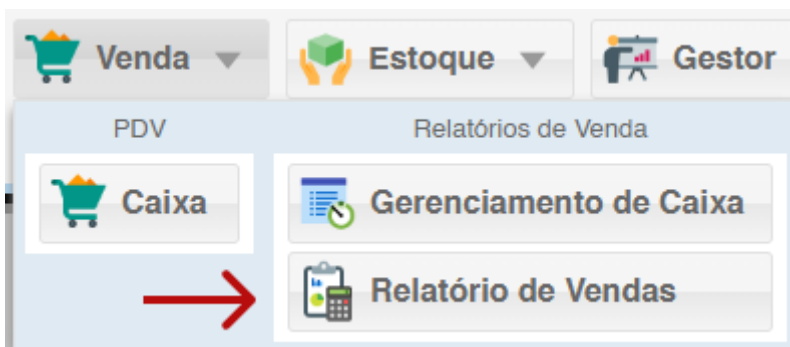 Venda Estoque Gestor
PDV Relatórios de Venda
Caixa Gerenciamento de Caixa
Relatório de Vendas